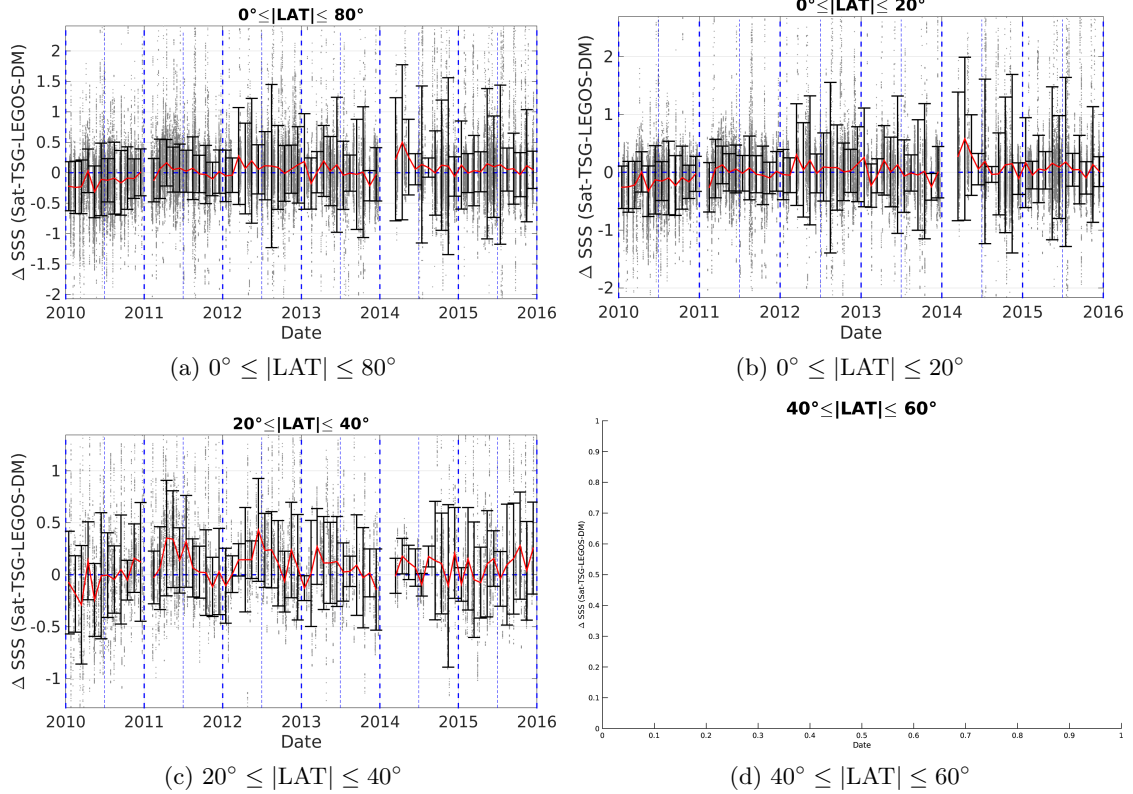 0°≤|LAT|≤ 80°
Δ SSS (Sat-TSG-LEGOS-DM)
2
1.5
1
0.5
0
-0.5
-1
-1.5
-2
2010 2011 2012 2013 2014 2015 2016
Date
(a) 0° ≤ |LAT| ≤ 80°
0°≤|LAT|≤ 20°
Δ SSS (Sat-TSG-LEGOS-DM)
2
1
0
-1
-2
2010 2011 2012 2013 2014 2015 2016
Date
(b) 0° ≤ |LAT| ≤ 20°
20°≤|LAT|≤ 40°
Δ SSS (Sat-TSG-LEGOS-DM)
1
0.5
0
-0.5
-1
2010 2011 2012 2013 2014 2015 2016
Date
(c) 20° ≤ |LAT| ≤ 40°
40°≤|LAT|≤ 60°
Δ SSS (Sat-TSG-LEGOS-DM)
1
0.9
0.8
0.7
0.6
0.5
0.4
0.3
0.2
0.1
0
0 0.1 0.2 0.3 0.4 0.5 0.6 0.7 0.8 0.9 1
Date
(d) 40° ≤ |LAT| ≤ 60°